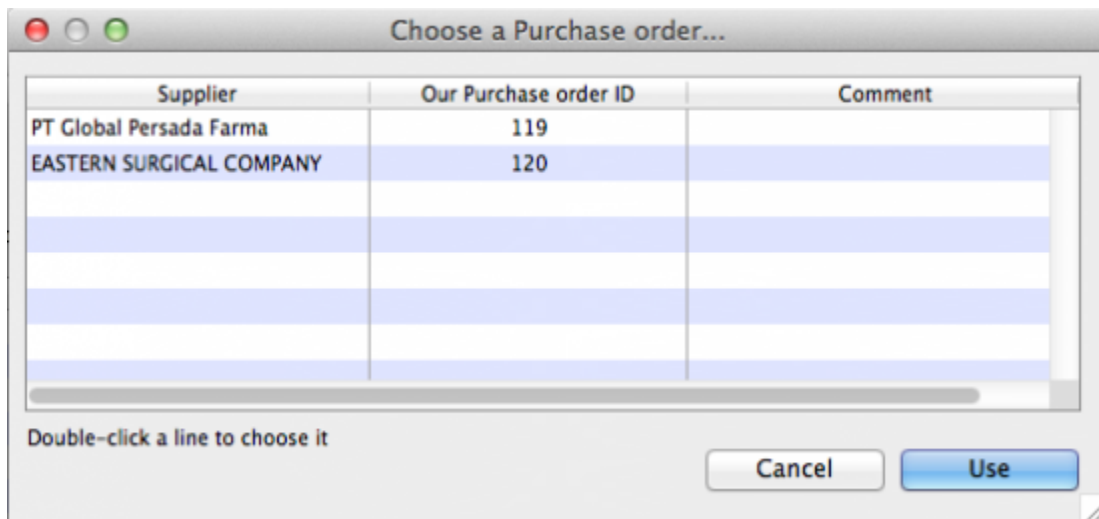 Choose a Purchase order...
Supplier Our Purchase order ID Comment
PT Global Persada Farma 119
EASTERN SURGICAL COMPANY 120
Double-click a line to choose it
Cancel Use